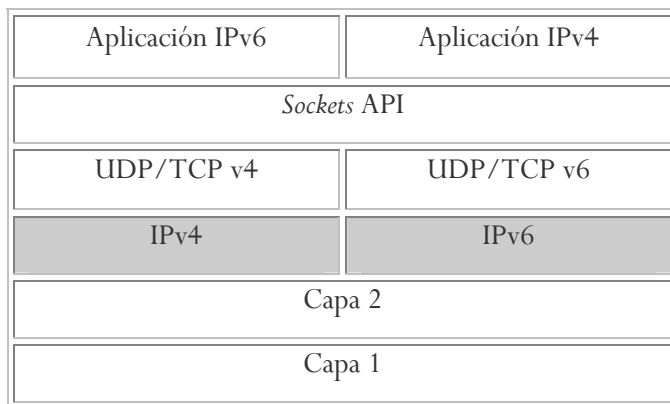 Aplicación IPv6 Aplicación IPv4
Sockets API
UDP/TCP v4 UDP/TCP v6
IPv4 IPv6
Capa 2
Capa 1